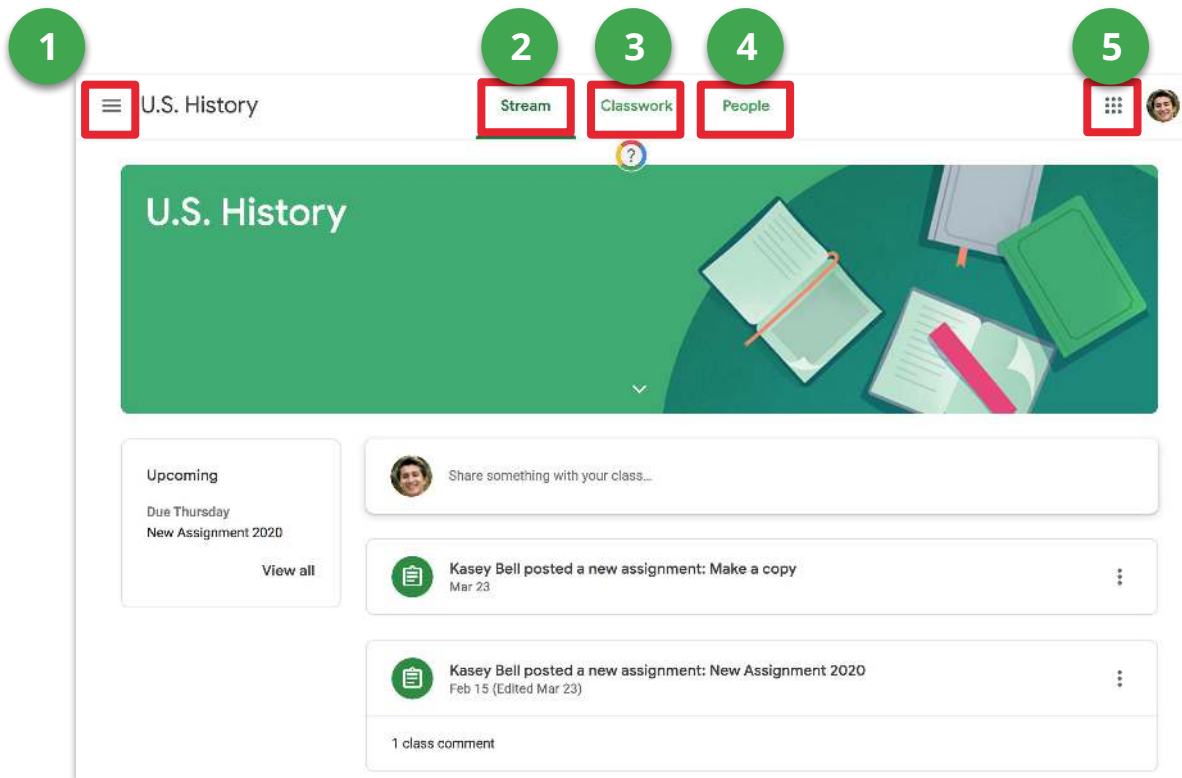 1
2
3
4
5
U.S. History
Stream
Classwork
People
?
U.S. History
Upcoming
Due Thursday
New Assignment 2020
View all
Share something with your class...
Kasey Bell posted a new assignment: Make a copy
Mar 23
Kasey Bell posted a new assignment: New Assignment 2020
Feb 15 (Edited Mar 23)
1 class comment